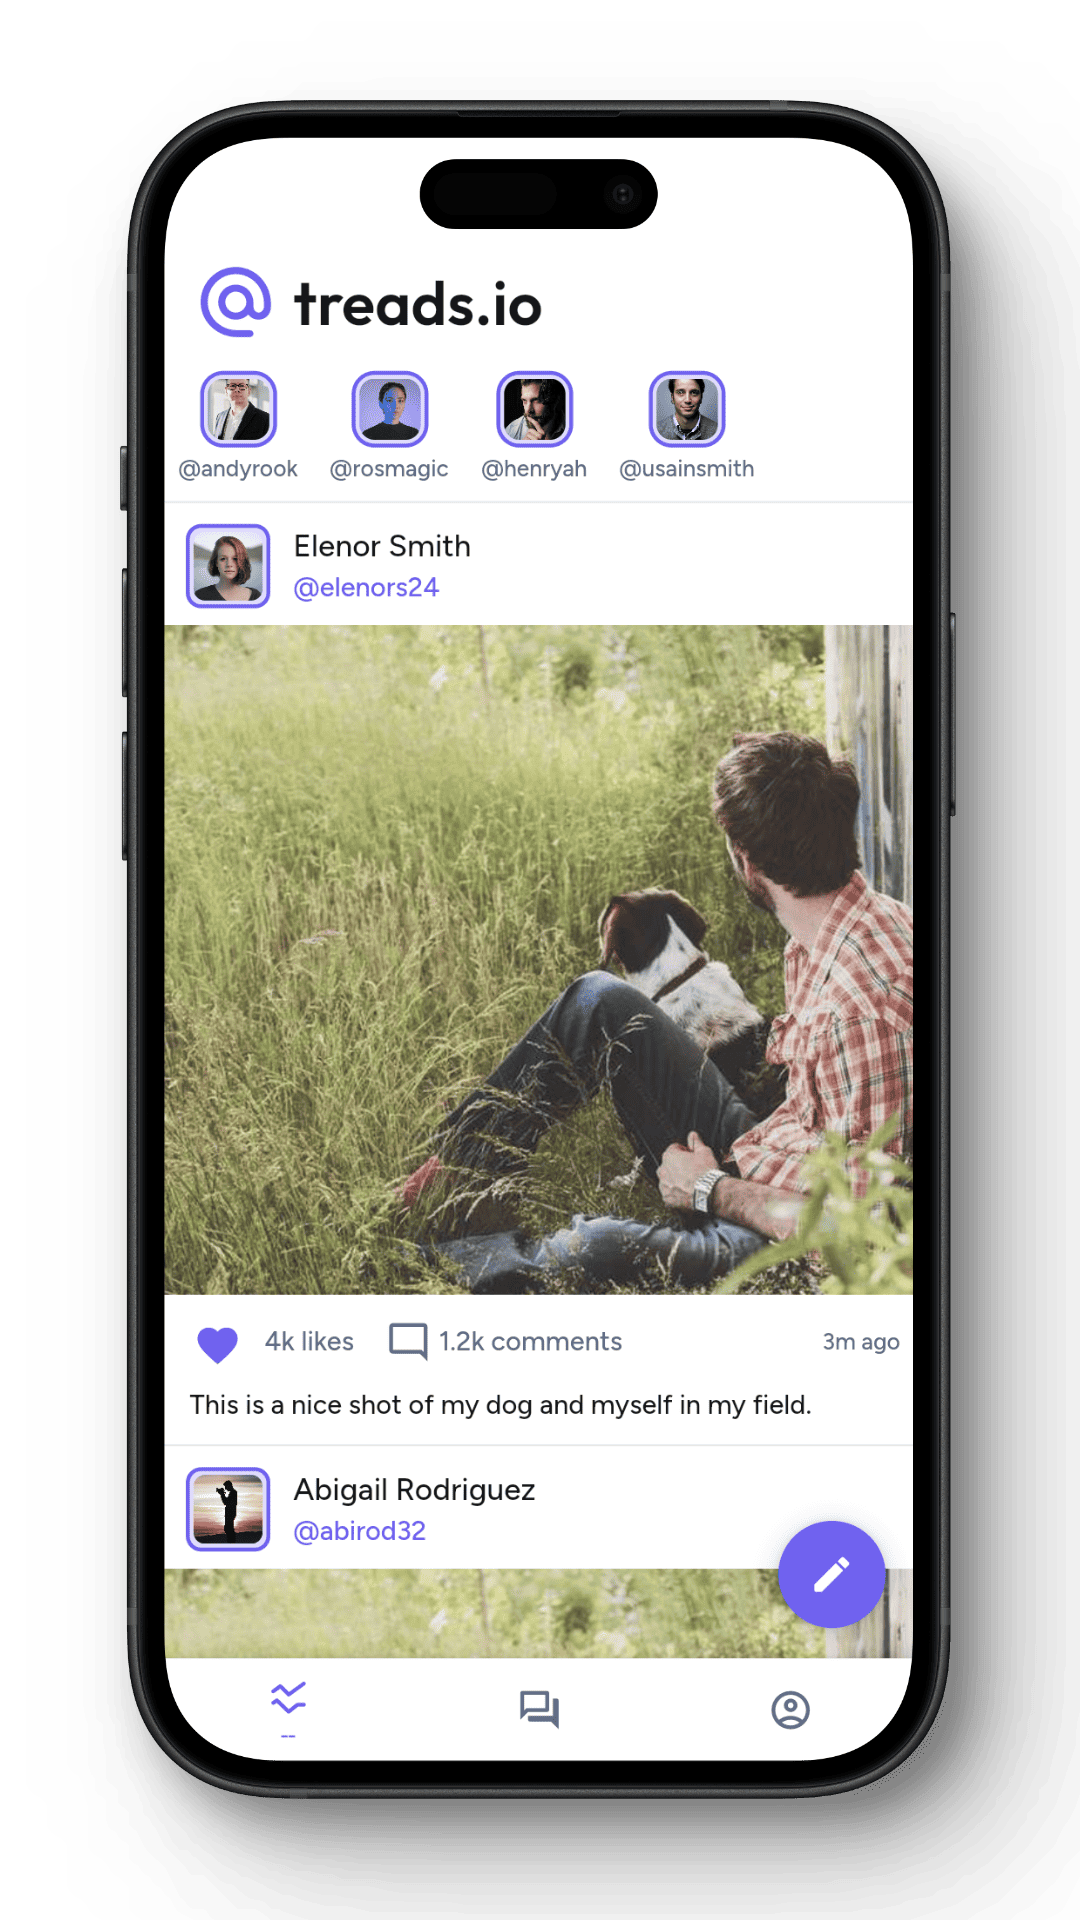 treads.io
@andyrook @rosmagic @henryah @usainsmith
Elenor Smith
@elenors24
4k likes 1.2k comments 3m ago
This is a nice shot of my dog and myself in my field.
Abigail Rodriguez
@abirod32
--